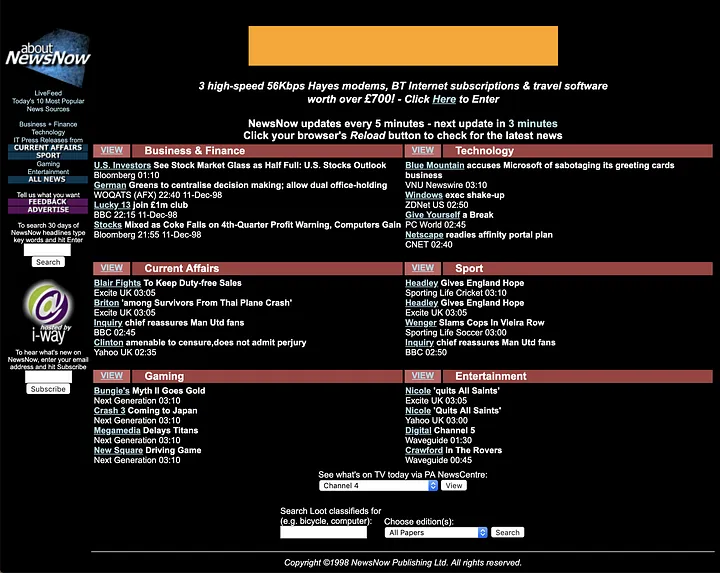 about
NewsNow
LiveFeed
Today's 10 Most Popular
News Sources
Business + Finance
Technology
IT Press Releases from
CURRENT AFFAIRS
SPORT
Gaming
Entertainment
ALL NEWS
Tell us what you want
FEEDBACK
ADVERTISE
To search 30 days of
NewsNow headlines type
key words and hit Enter
Search
hosted by
i-way
To hear what's new on
NewsNow, enter your email
address and hit Subscribe
Subscribe
3 high-speed 56Kbps Hayes modems, BT Internet subscriptions & travel software
worth over £700! - Click Here to Enter
NewsNow updates every 5 minutes - next update in 3 minutes
Click your browser's Reload button to check for the latest news
VIEW Business & Finance
U.S. Investors See Stock Market Glass as Half Full: U.S. Stocks Outlook
Bloomberg 01:10
German Greens to centralise decision making; allow dual office-holding
WOQATS (AFX) 22:40 11-Dec-98
Lucky 13 join £1m club
BBC 22:15 11-Dec-98
Stocks Mixed as Coke Falls on 4th-Quarter Profit Warning, Computers Gain
Bloomberg 21:55 11-Dec-98
VIEW Technology
Blue Mountain accuses Microsoft of sabotaging its greeting cards
business
VNU Newswire 03:10
Windows exec shake-up
ZDNet US 02:50
Give Yourself a Break
PC World 02:45
Netscape readies affinity portal plan
CNET 02:40
VIEW Current Affairs
Blair Fights To Keep Duty-free Sales
Excite UK 03:05
Briton 'among Survivors From Thai Plane Crash'
Excite UK 03:05
Inquiry chief reassures Man Utd fans
BBC 02:45
Clinton amenable to censure,does not admit perjury
Yahoo UK 02:35
VIEW Sport
Headley Gives England Hope
Sporting Life Cricket 03:10
Headley Gives England Hope
Excite UK 03:05
Wenger Slams Cops In Vieira Row
Sporting Life Soccer 03:00
Inquiry chief reassures Man Utd fans
BBC 02:50
VIEW Gaming
Bungie's Myth II Goes Gold
Next Generation 03:10
Crash 3 Coming to Japan
Next Generation 03:10
Megamedia Delays Titans
Next Generation 03:10
New Square Driving Game
Next Generation 03:10
VIEW Entertainment
Nicole 'quits All Saints'
Excite UK 03:05
Nicole 'Quits All Saints'
Yahoo UK 03:00
Digital Channel 5
Waveguide 01:30
Crawford In The Rovers
Waveguide 00:45
See what's on TV today via PA NewsCentre:
Channel 4 View
Search Loot classifieds for
(e.g. bicycle, computer):
Choose edition(s):
All Papers Search
Copyright ©1998 NewsNow Publishing Ltd. All rights reserved.